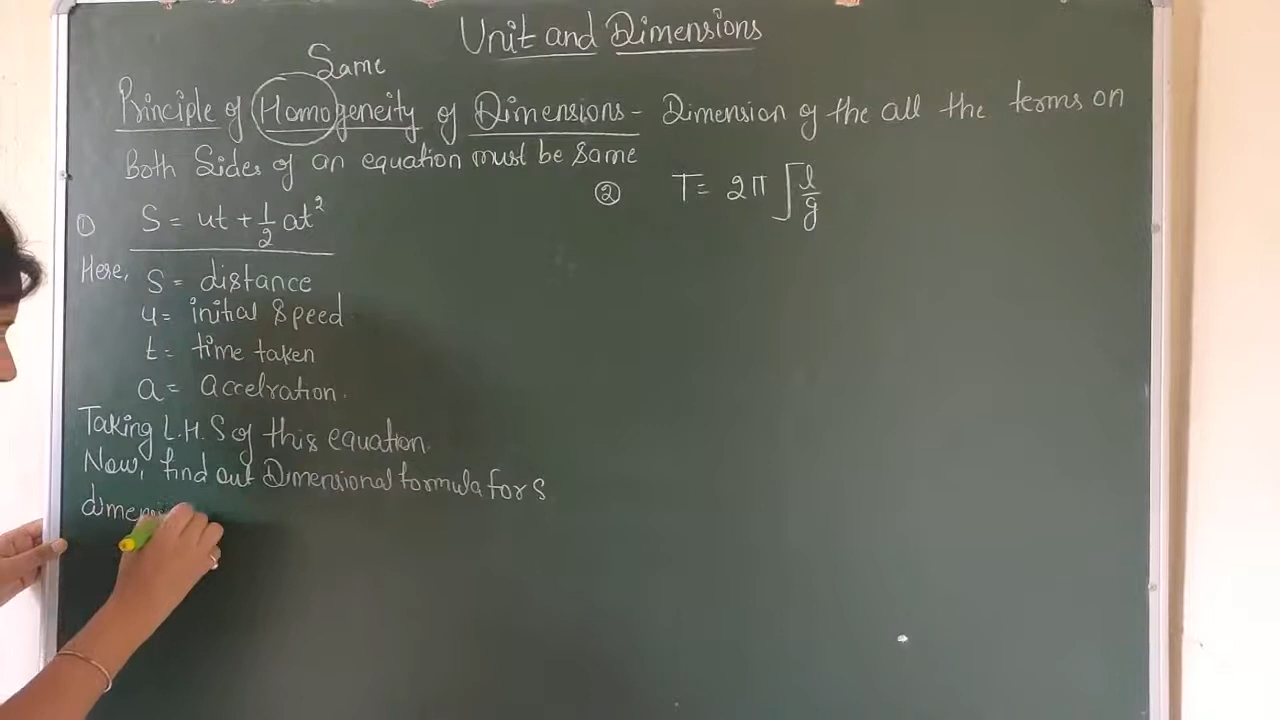 Unit and Dimensions
Same
Principle of Homogeneity of Dimensions - Dimension of the all the terms on
Both Sides of an equation must be same
① S = ut + 1/2 at²
② T = 2π √l/g
Here, S = distance
u = initial speed
t = time taken
a = accelration.
Taking L.H.S of this equation.
Now, find out Dimensional formula for S